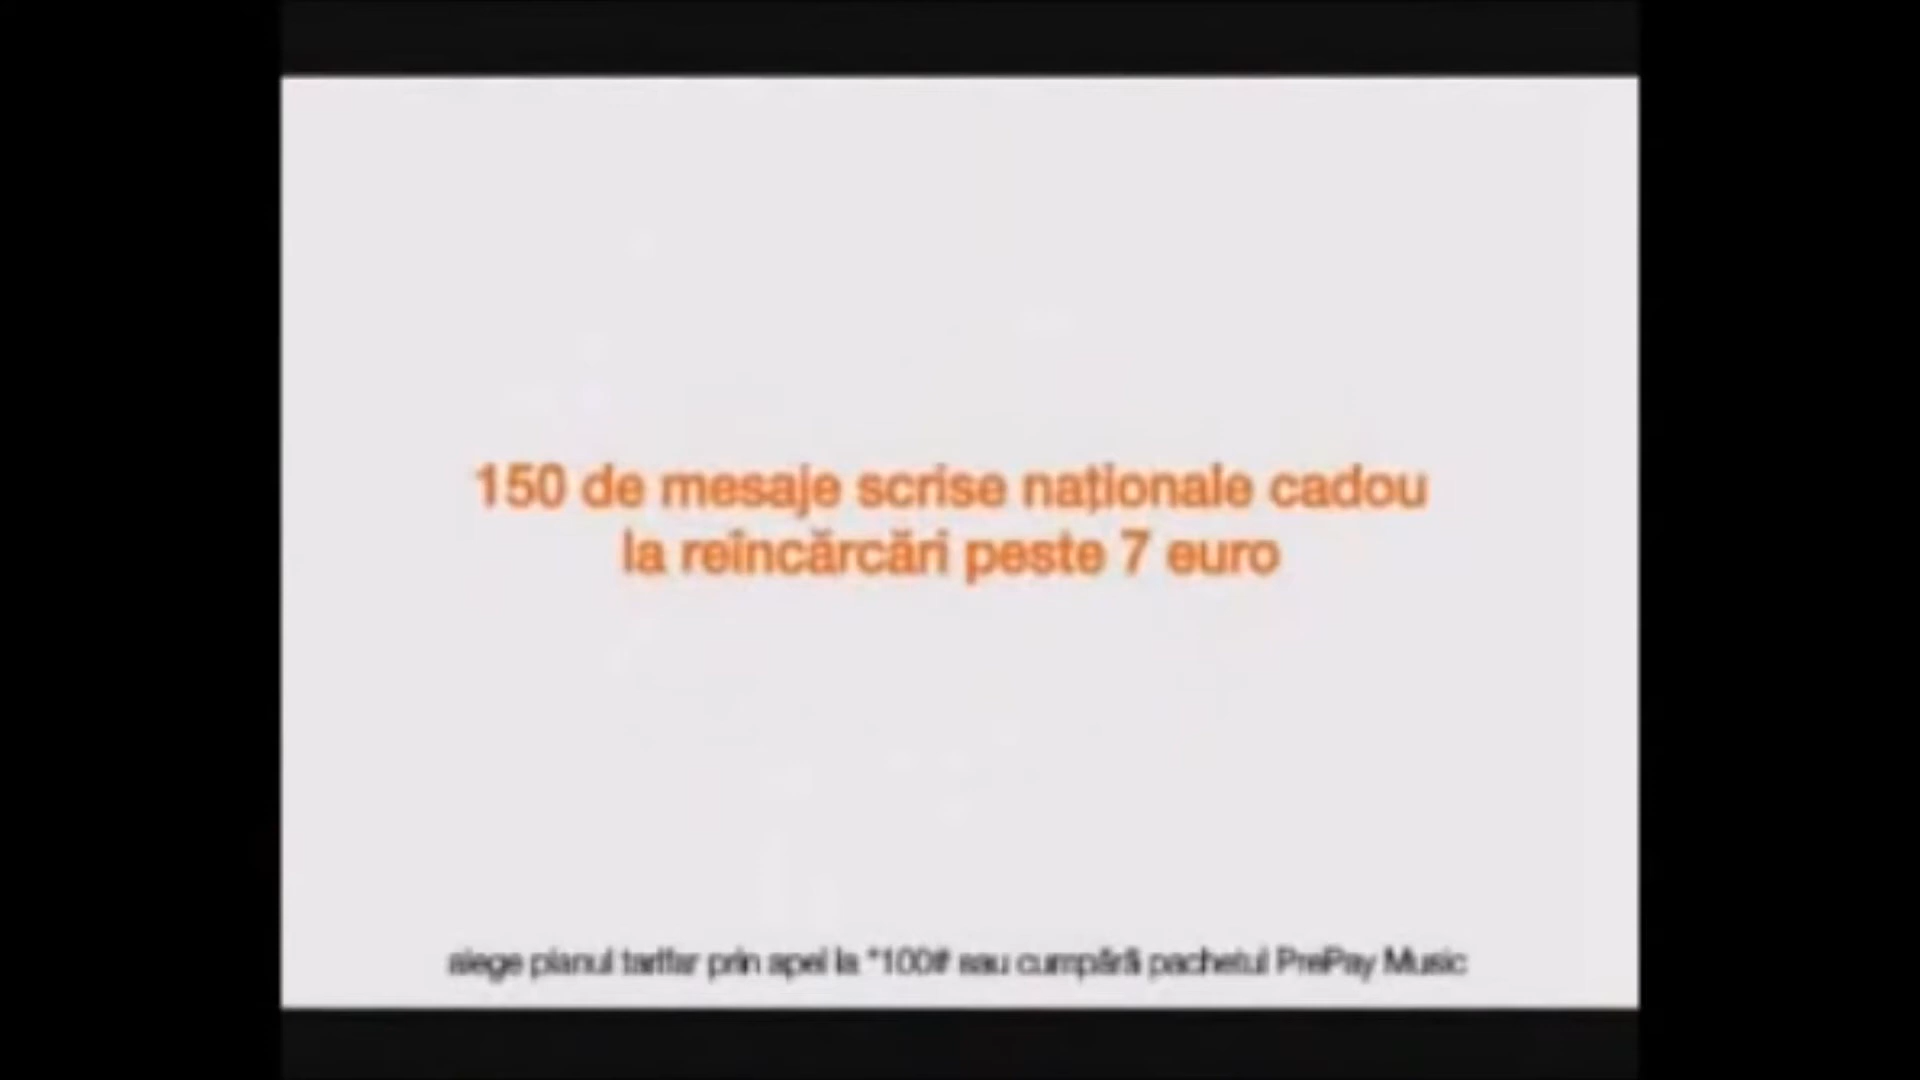 150 de mesaje scrise naționale cadou
la reîncărcări peste 7 euro
alege planul tarifar prin apel la *100# sau cumpără pachetul PrePay Music